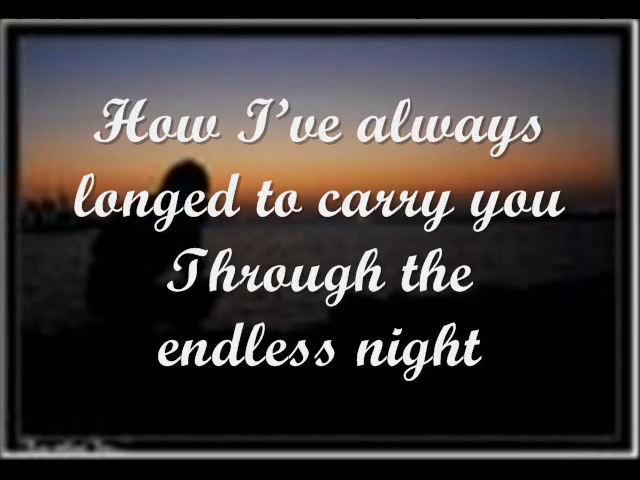 How I’ve always
longed to carry you
Through the
endless night